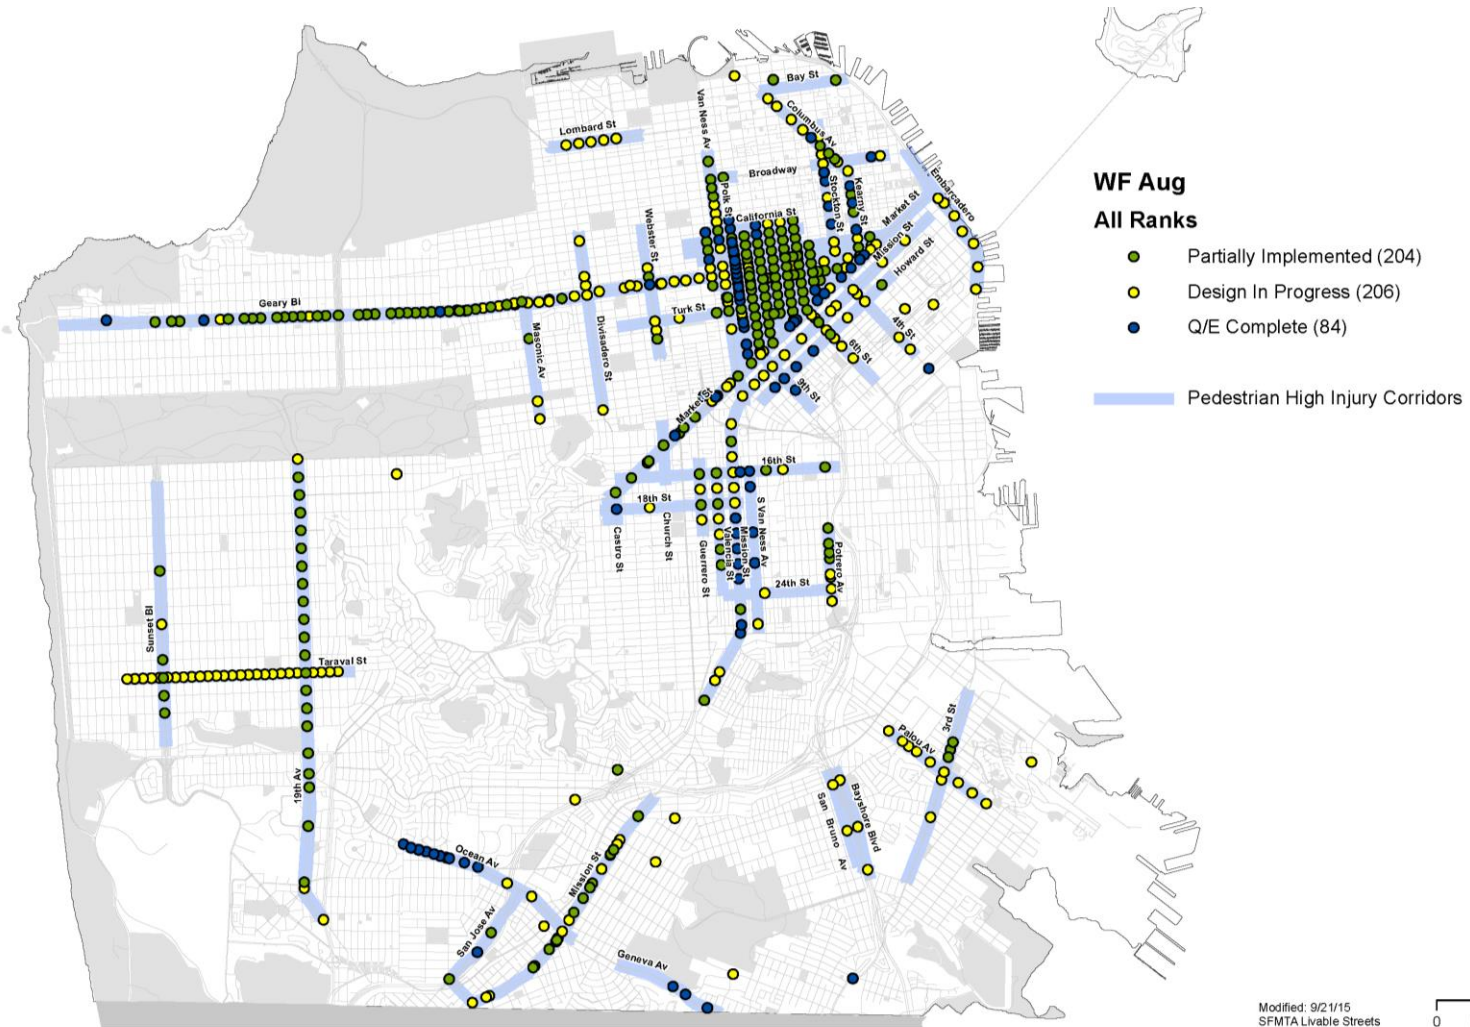 Bay St
Columbus Av
Van Ness Av
Lombard St
Broadway
Embarcadero
Polk St
Stockton St
Kearny St
Market St
California St
Webster St
Mission St
Howard St
WF Aug
All Ranks
Partially Implemented (204)
Design In Progress (206)
Q/E Complete (84)
Pedestrian High Injury Corridors
Geary Bl
Turk St
4th St
Masonic Av
Divisadero St
6th St
9th St
Market St
16th St
18th St
S Van Ness Av
Castro St
Church St
Guerrero St
Valencia St
Mission St
Potrero Av
24th St
Sunset Bl
Taraval St
19th Av
3rd St
Palou Av
San Bruno Av
Bayshore Blvd
Ocean Av
Mission St
San Jose Av
Geneva Av
Modified: 9/21/15
SFMTA Livable Streets
0